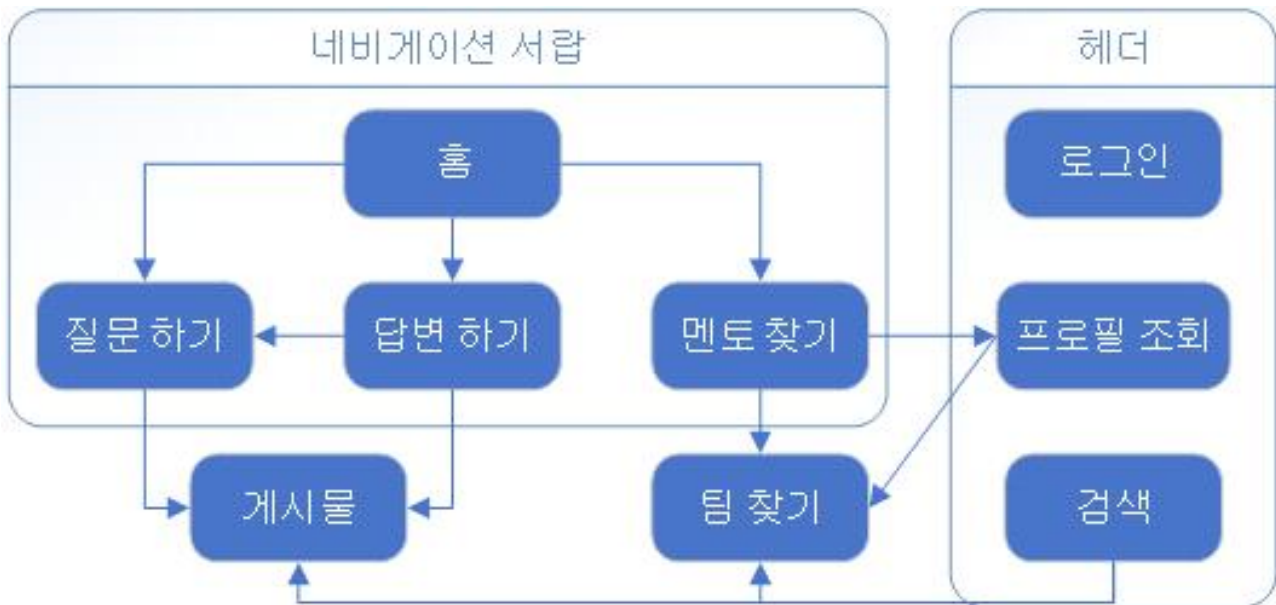 네비게이션 서랍
헤더
홈
로그인
질문 하기
답변 하기
멘토 찾기
프로필 조회
게시물
팀 찾기
검색